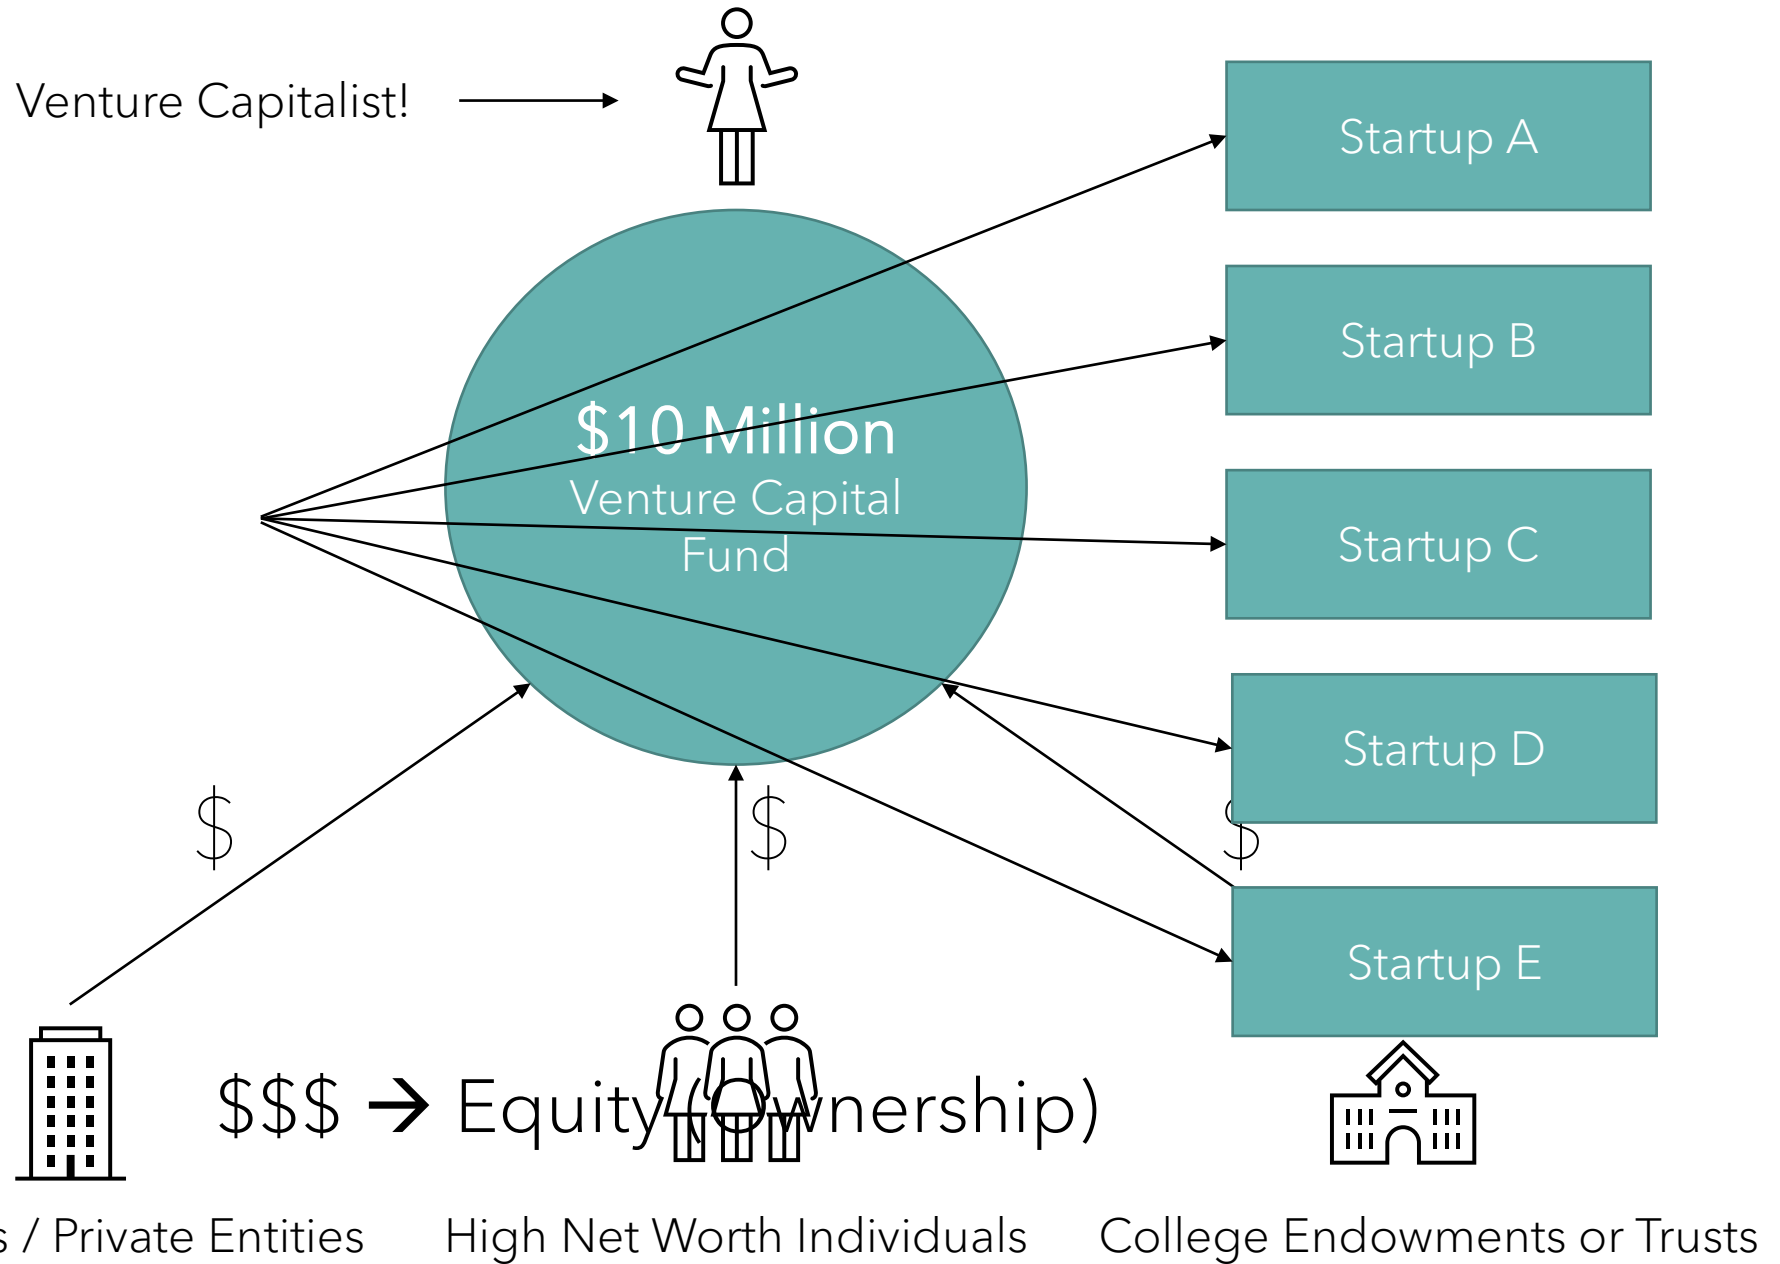 Venture Capitalist!
Startup A
Startup B
$10 Million
Venture Capital
Fund
Startup C
Startup D
$
$
$
Startup E
$$$ → Equity (Ownership)
/ Private Entities
High Net Worth Individuals
College Endowments or Trusts